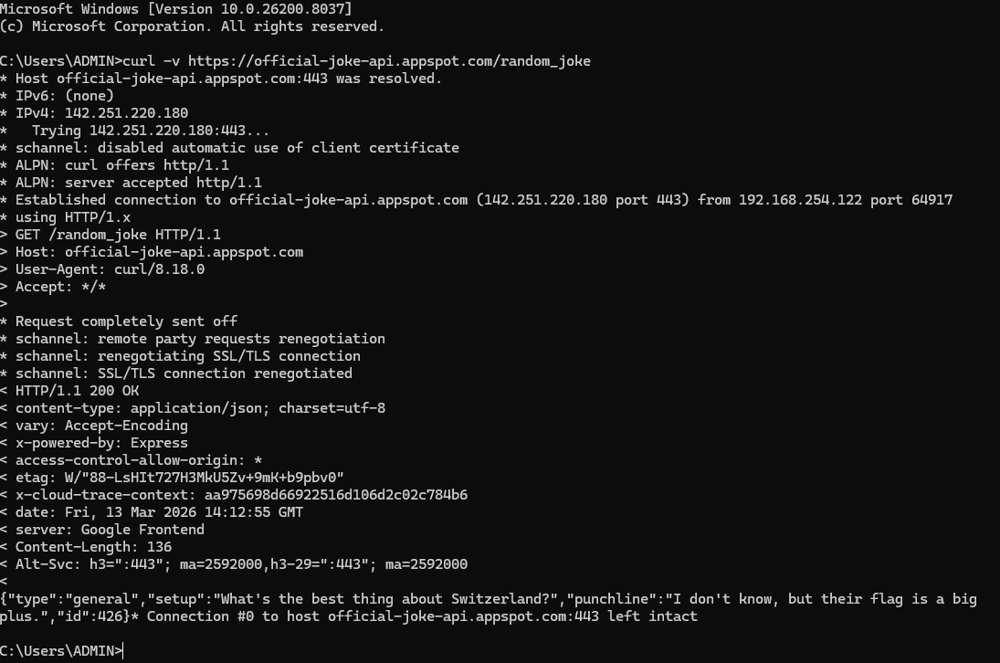 Microsoft Windows [Version 10.0.26200.8037]
(c) Microsoft Corporation. All rights reserved.
C:\Users\ADMIN>curl -v https://official-joke-api.appspot.com/random_joke
* Host official-joke-api.appspot.com:443 was resolved.
* IPv6: (none)
* IPv4: 142.251.220.180
*   Trying 142.251.220.180:443...
* schannel: disabled automatic use of client certificate
* ALPN: curl offers http/1.1
* ALPN: server accepted http/1.1
* Established connection to official-joke-api.appspot.com (142.251.220.180 port 443) from 192.168.254.122 port 64917
* using HTTP/1.x
> GET /random_joke HTTP/1.1
> Host: official-joke-api.appspot.com
> User-Agent: curl/8.18.0
> Accept: */*
>
* Request completely sent off
* schannel: remote party requests renegotiation
* schannel: renegotiating SSL/TLS connection
* schannel: SSL/TLS connection renegotiated
< HTTP/1.1 200 OK
< content-type: application/json; charset=utf-8
< vary: Accept-Encoding
< x-powered-by: Express
< access-control-allow-origin: *
< etag: W/"88-LsHIt727H3MkU5Zv+9mK+b9pbv0"
< x-cloud-trace-context: aa975698d66922516d106d2c02c784b6
< date: Fri, 13 Mar 2026 14:12:55 GMT
< server: Google Frontend
< Content-Length: 136
< Alt-Svc: h3=":443"; ma=2592000,h3-29=":443"; ma=2592000
<
{"type":"general","setup":"What's the best thing about Switzerland?","punchline":"I don't know, but their flag is a big
plus.","id":426}* Connection #0 to host official-joke-api.appspot.com:443 left intact
C:\Users\ADMIN>